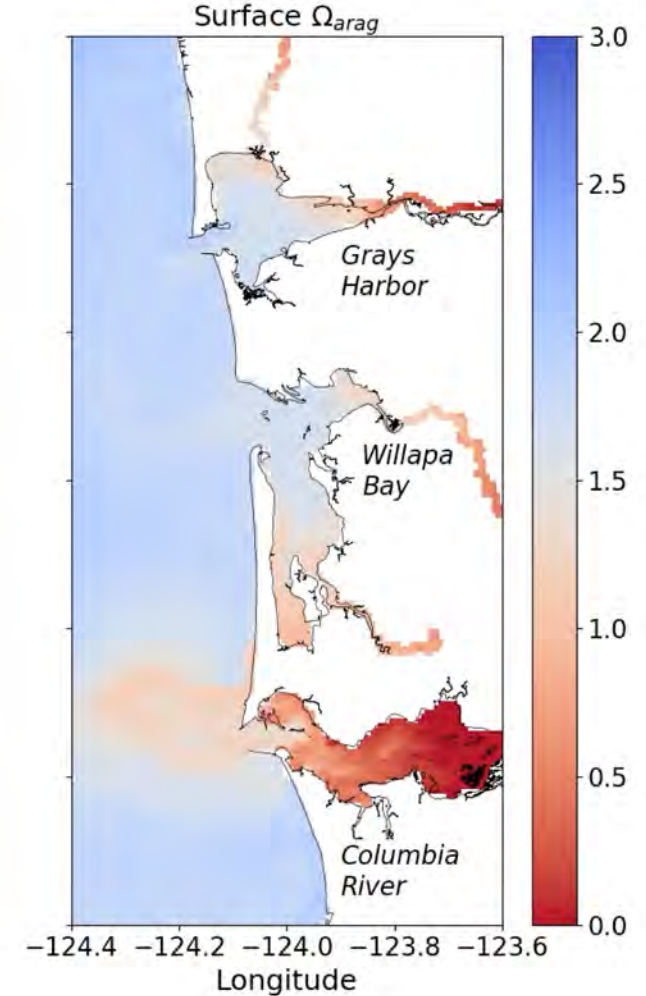 Surface Ω_arag
Grays
Harbor
Willapa
Bay
Columbia
River
3.0
2.5
2.0
1.5
1.0
0.5
0.0
−124.4 −124.2 −124.0 −123.8 −123.6
Longitude